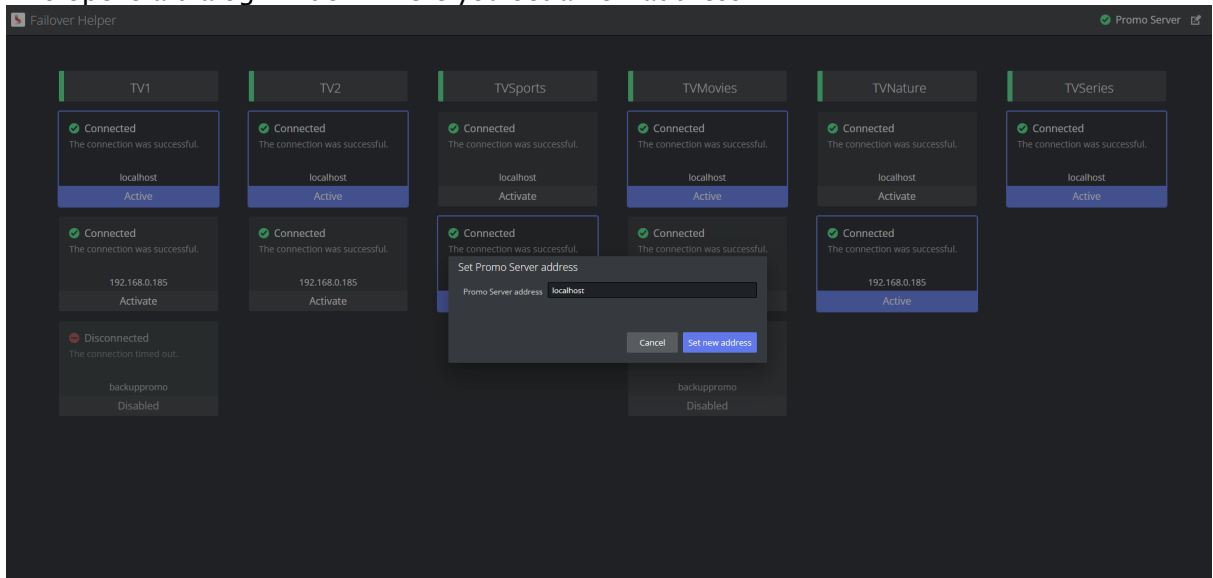 Failover Helper
Promo Server
TV1
TV2
TVSports
TVMovies
TVNature
TVSeries
Connected
The connection was successful.
localhost
Active
Connected
The connection was successful.
localhost
Active
Connected
The connection was successful.
localhost
Activate
Connected
The connection was successful.
localhost
Active
Connected
The connection was successful.
localhost
Activate
Connected
The connection was successful.
localhost
Active
Connected
The connection was successful.
192.168.0.185
Activate
Connected
The connection was successful.
192.168.0.185
Activate
Connected
The connection was successful.
Connected
The connection was successful.
Connected
The connection was successful.
192.168.0.185
Active
Set Promo Server address
Promo Server address
localhost
Cancel
Set new address
Disconnected
The connection timed out.
backuppromo
Disabled
backuppromo
Disabled